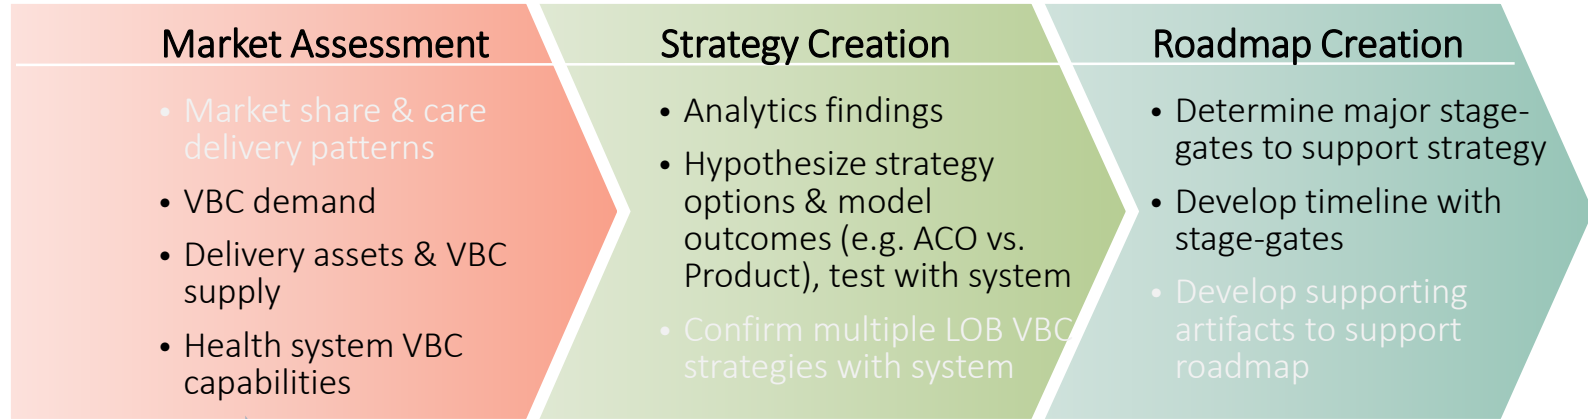 Market Assessment
• Market share & care
delivery patterns
• VBC demand
• Delivery assets & VBC
supply
• Health system VBC
capabilities
Strategy Creation
• Analytics findings
• Hypothesize strategy
options & model
outcomes (e.g. ACO vs.
Product), test with system
• Confirm multiple LOB VBC
strategies with system
Roadmap Creation
• Determine major stage-
gates to support strategy
• Develop timeline with
stage-gates
• Develop supporting
artifacts to support
roadmap